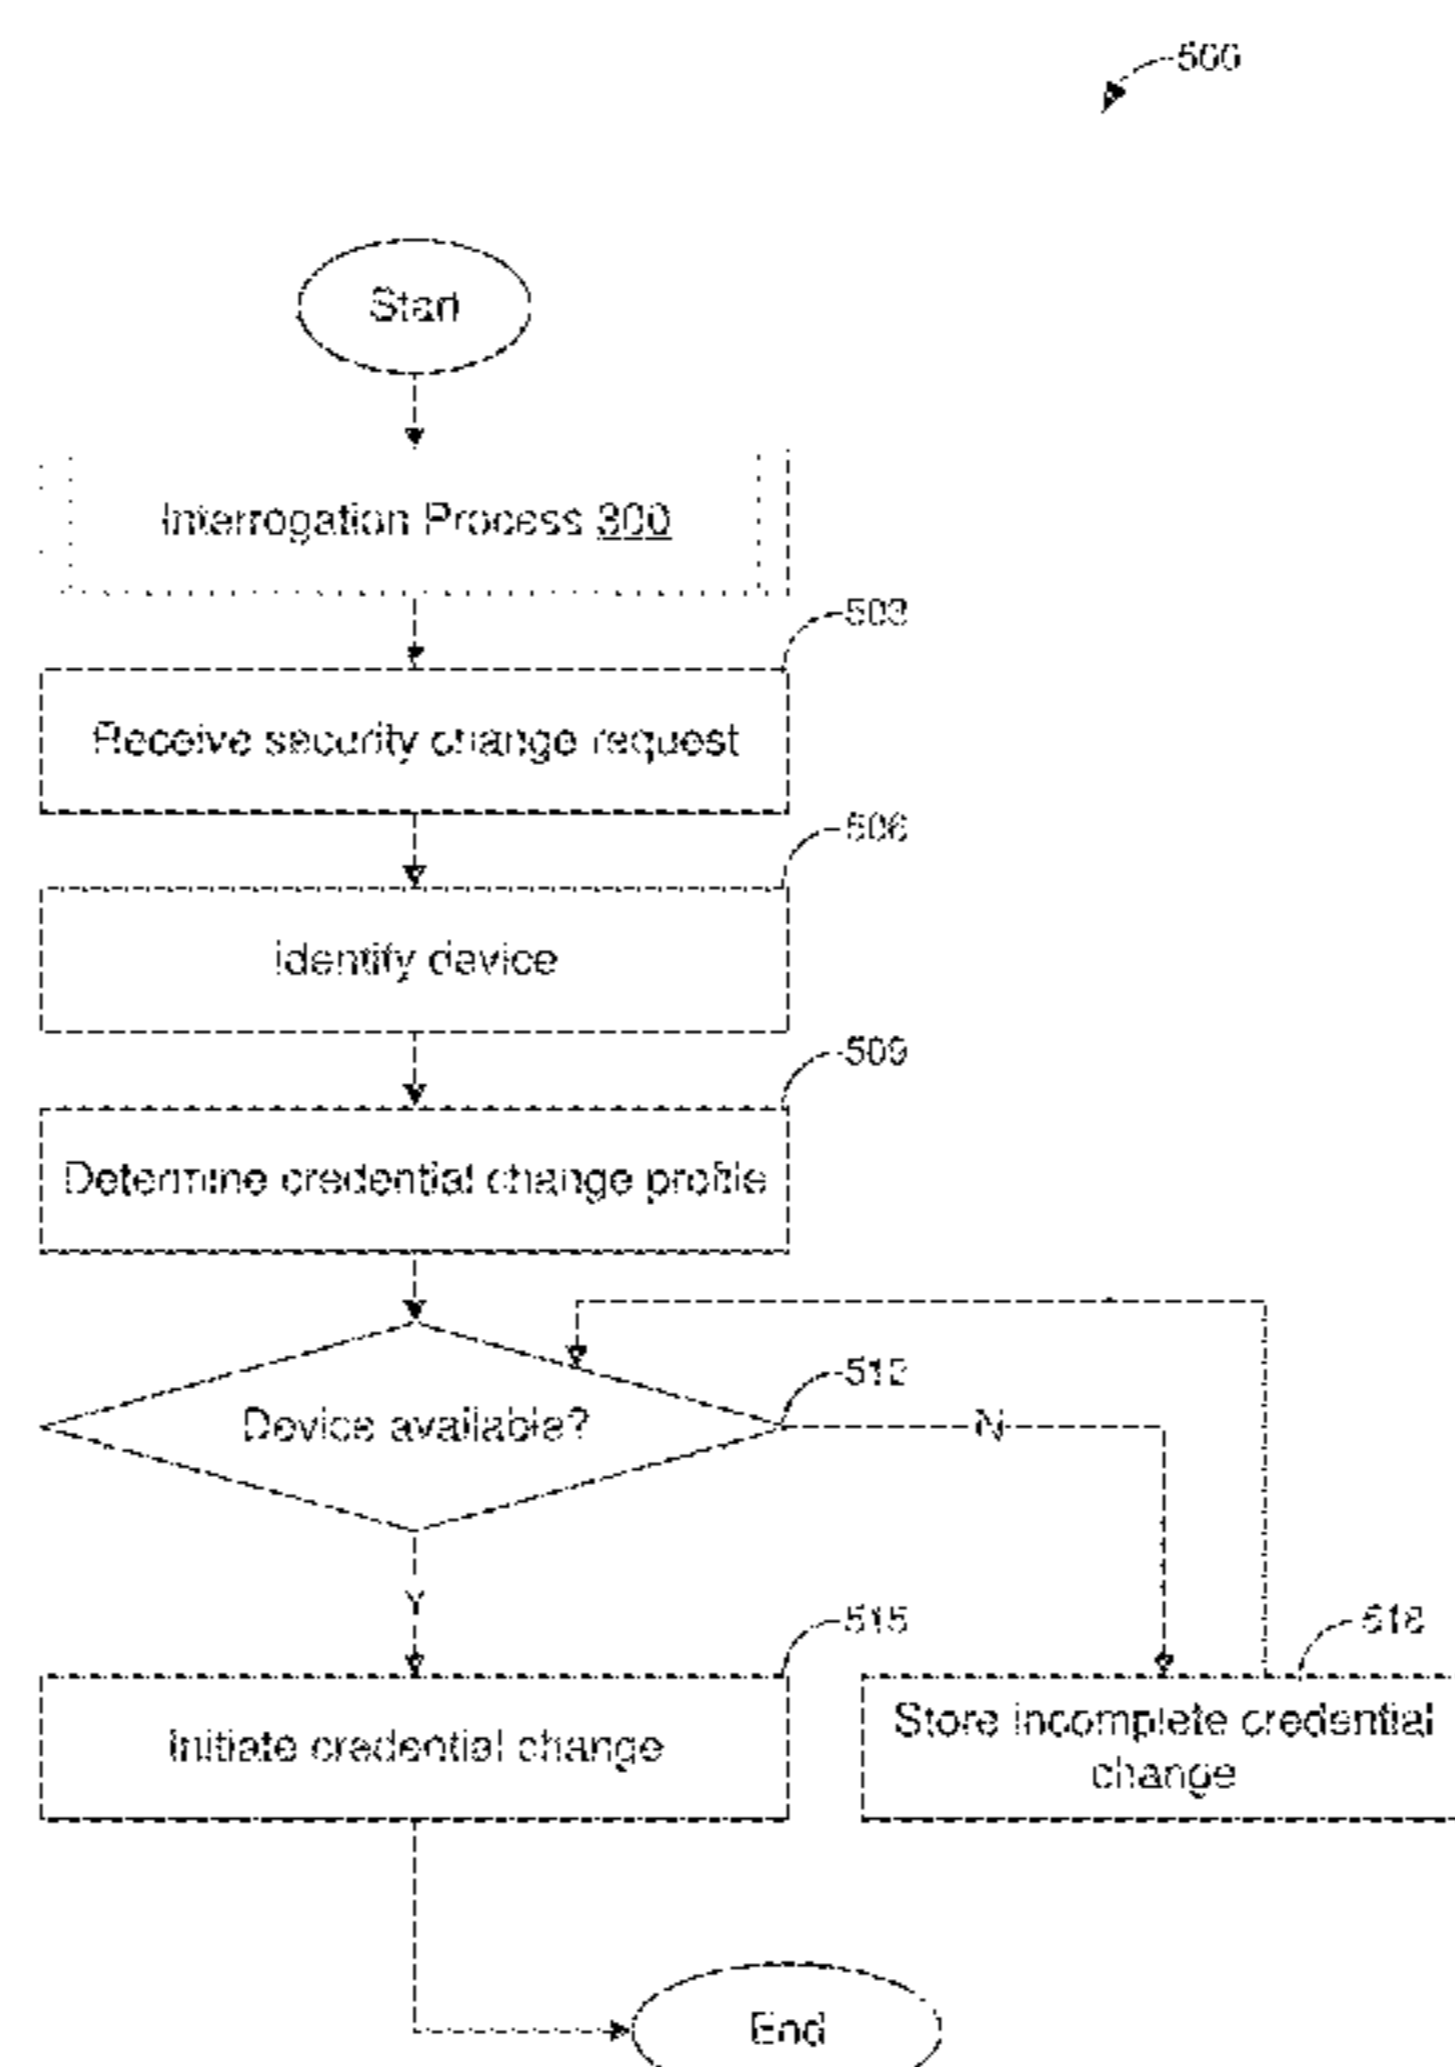 500
Start
Interrogation Process 300
503
Receive security change request
506
Identify device
509
Determine credential change profile
512
Device available?
N
Y
515
Initiate credential change
518
Store incomplete credential
change
End